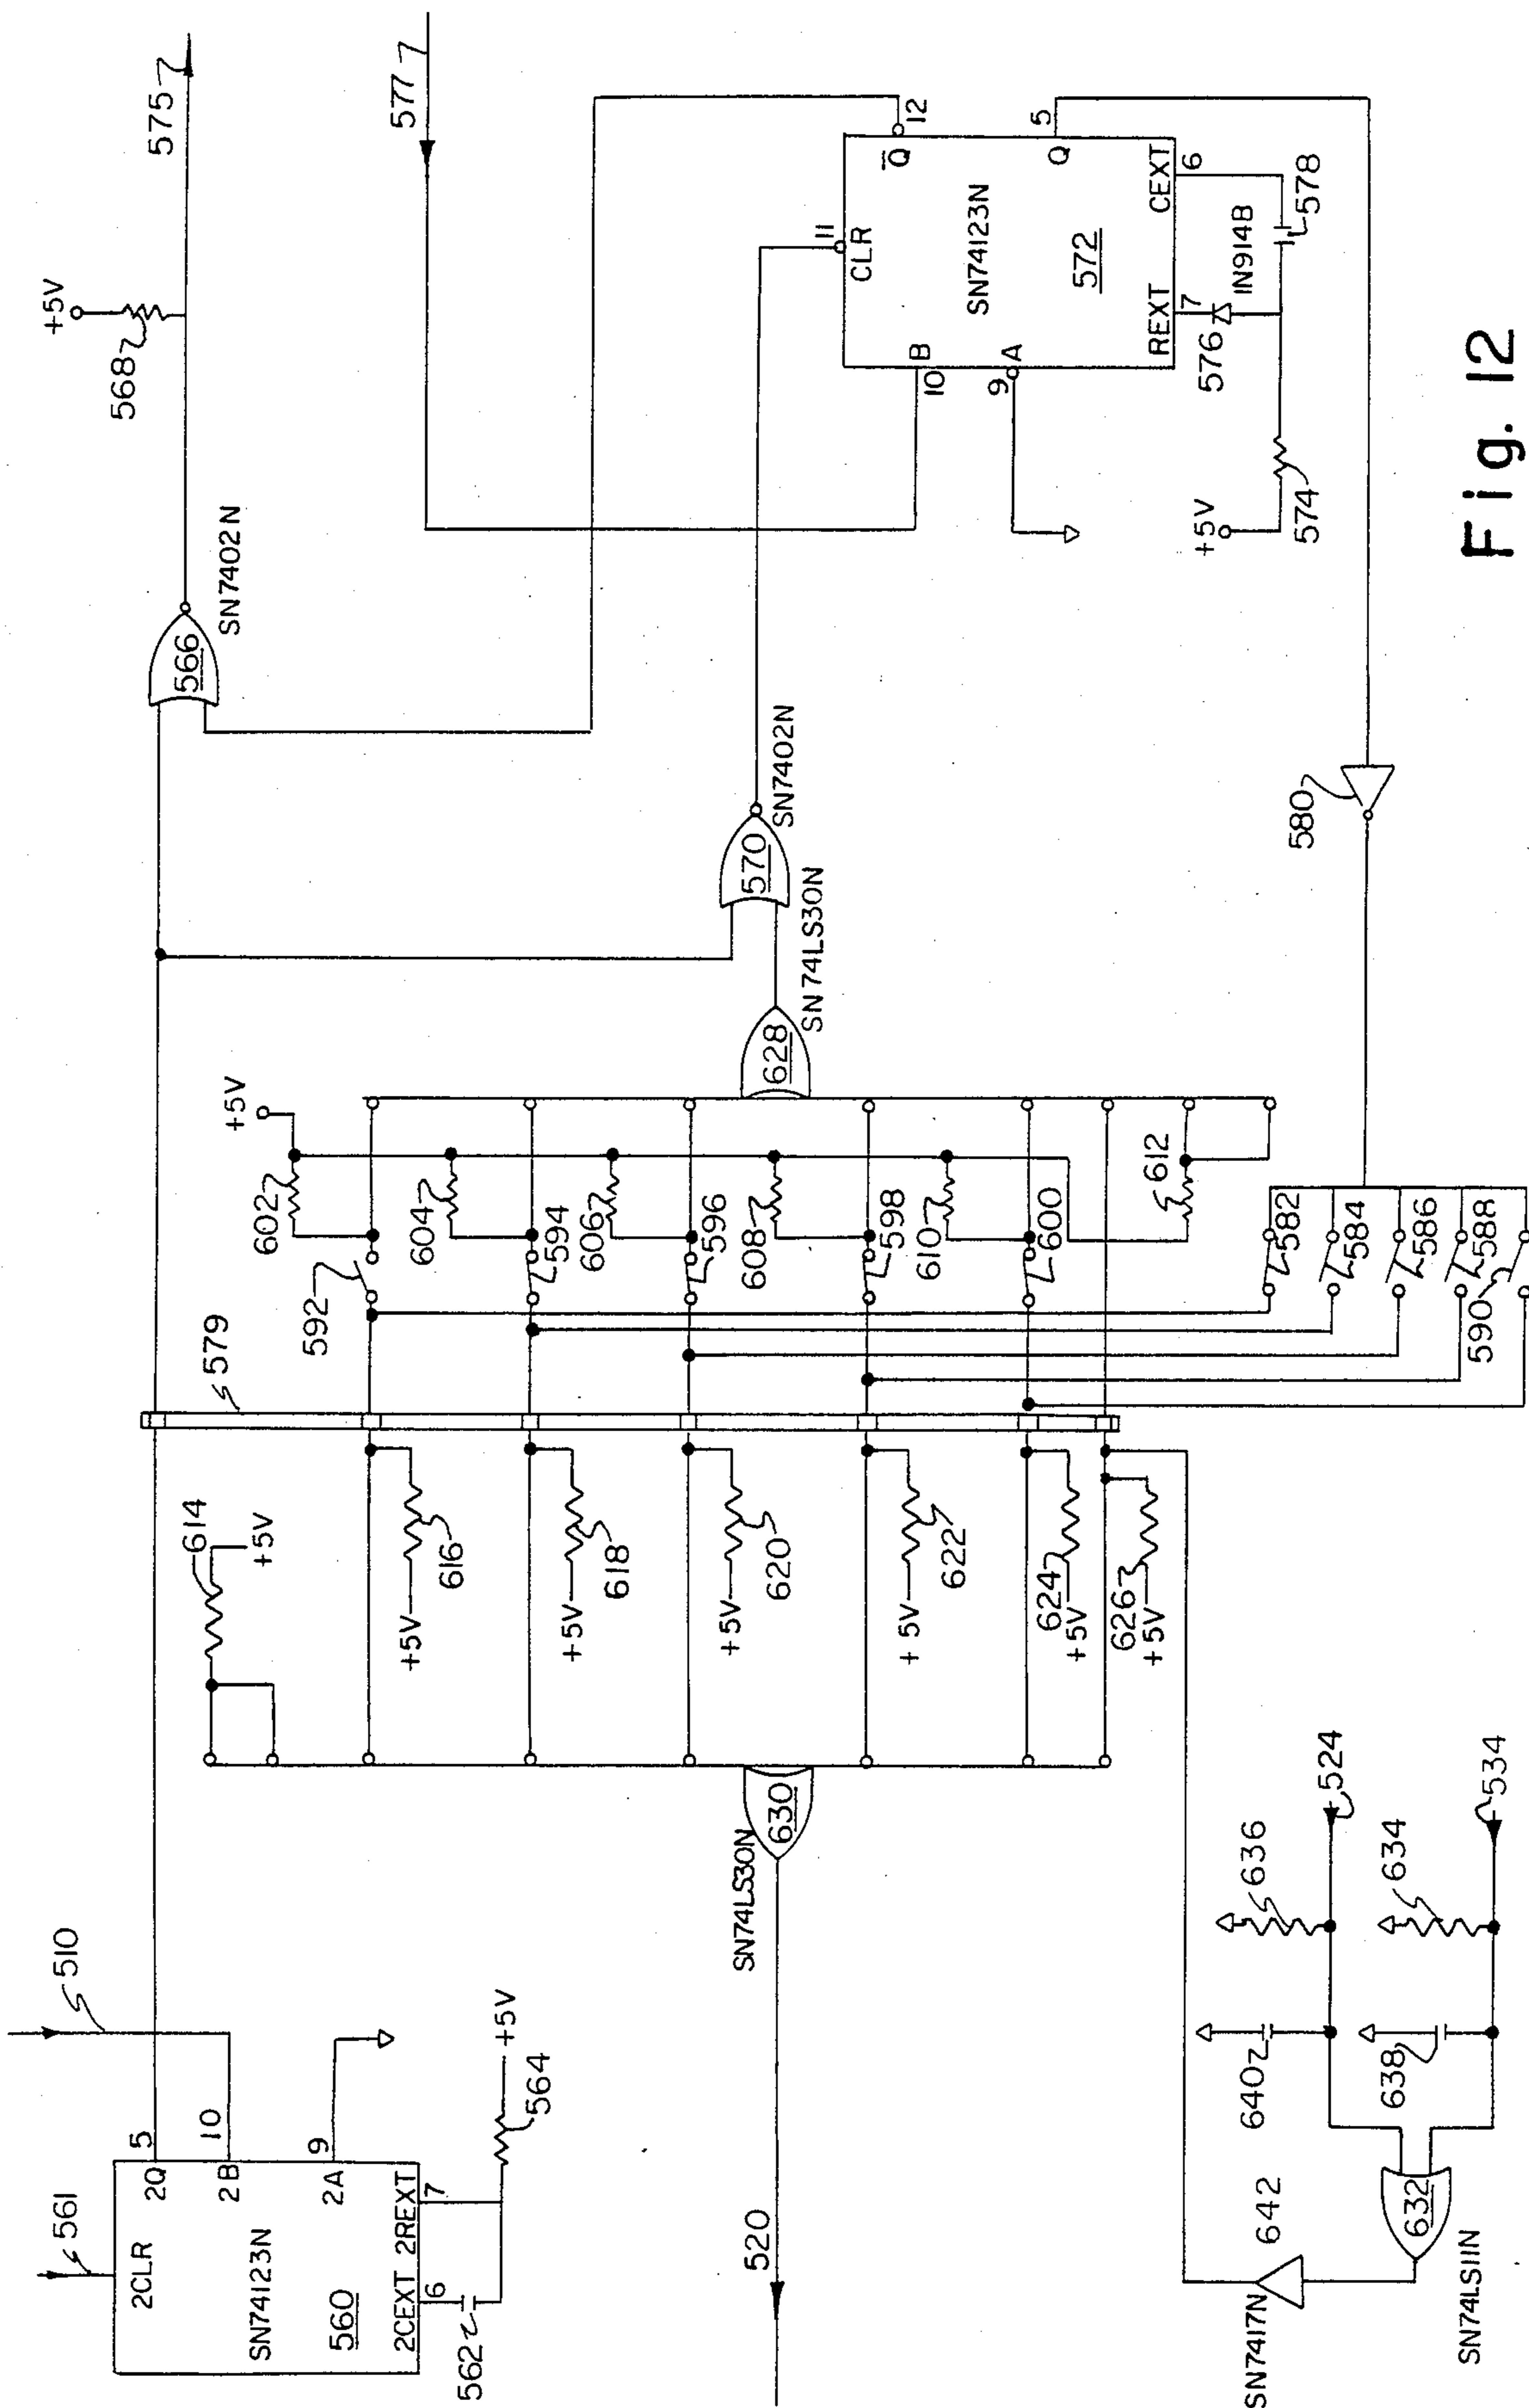 +5V
568
575
577
566
SN7402N
12
Q̅
11
CLR
B
10
SN74123N
A
9
572
Q
5
REXT
CEXT
7
6
576
IN914B
578
+5V
574
570
SN7402N
SN74LS30N
628
580
+5V
602
604
606
608
610
612
592
594
596
598
600
582
584
586
588
590
579
614
+5V
616
+5V
618
+5V
620
+5V
622
+5V
624
+5V
626
+5V
630
SN74LS30N
510
561
2CLR
2Q
5
2B
10
2A
9
SN74123N
560
2CEXT
2REXT
6
7
562
+5V
564
520
636
524
634
534
640
638
632
642
SN7417N
SN74LS11N
Fig. 12